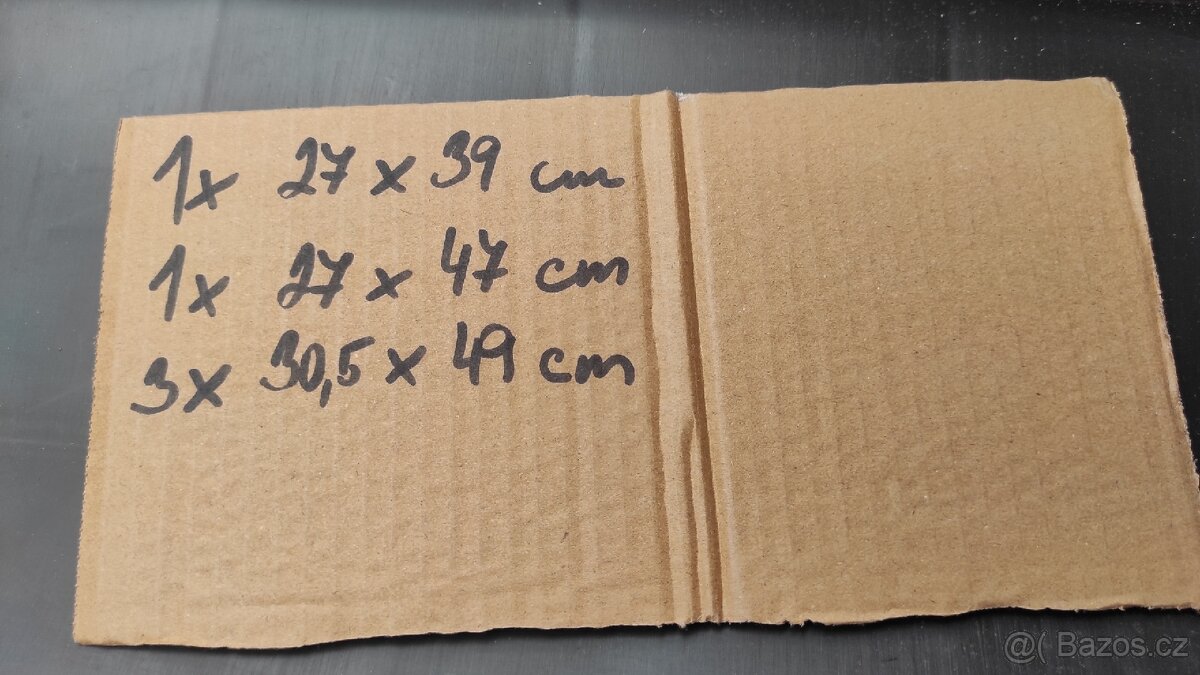 1x 27 x 39 cm
1x 27 x 47 cm
3x 30,5 x 49 cm
@( Bazos.cz